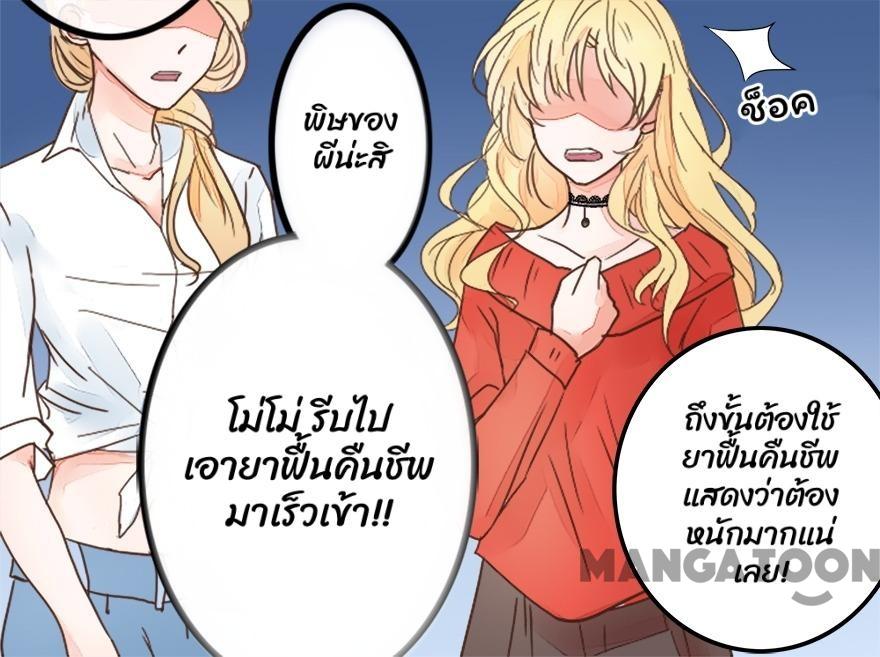 พิษของ
ผีน่ะสิ
ช็อค
โม่โม่ รีบไป
เอายาฟื้นคืนชีพ
มาเร็วเข้า!!
ถึงขั้นต้องใช้
ยาฟื้นคืนชีพ
แสดงว่าต้อง
หนักมากแน่
เลย!
MANGATOON